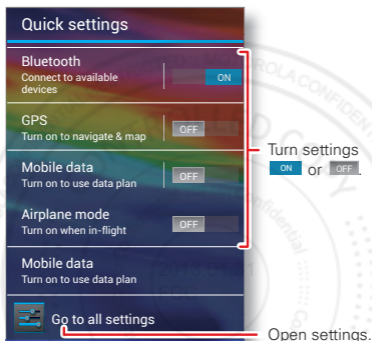 Quick settings
Bluetooth
Connect to available
devices
ON
GPS
Turn on to navigate & map
OFF
Mobile data
Turn on to use data plan
OFF
Airplane mode
Turn on when in-flight
OFF
Mobile data
Turn on to use data plan
Go to all settings
Turn settings
ON or OFF.
Open settings.